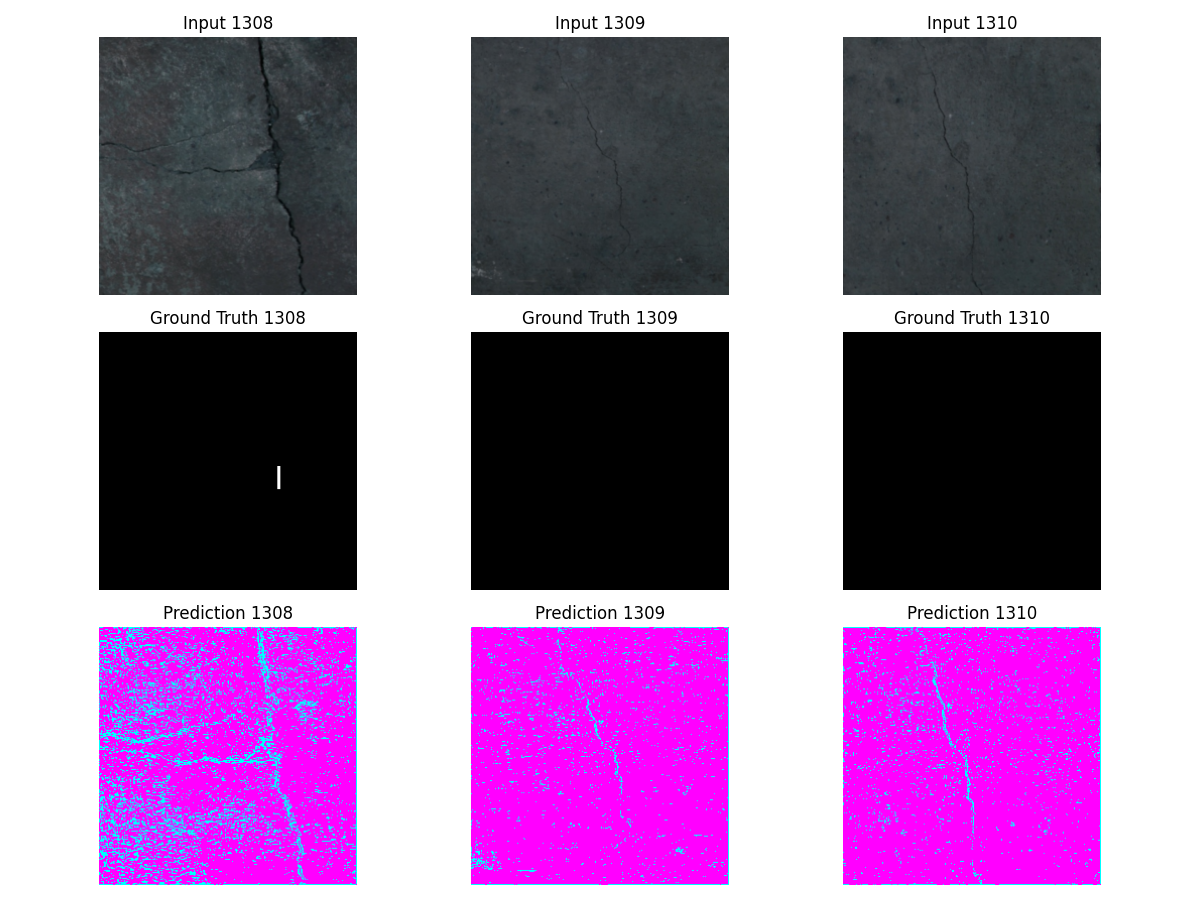 Input 1308
Input 1309
Input 1310
Ground Truth 1308
Ground Truth 1309
Ground Truth 1310
Prediction 1308
Prediction 1309
Prediction 1310